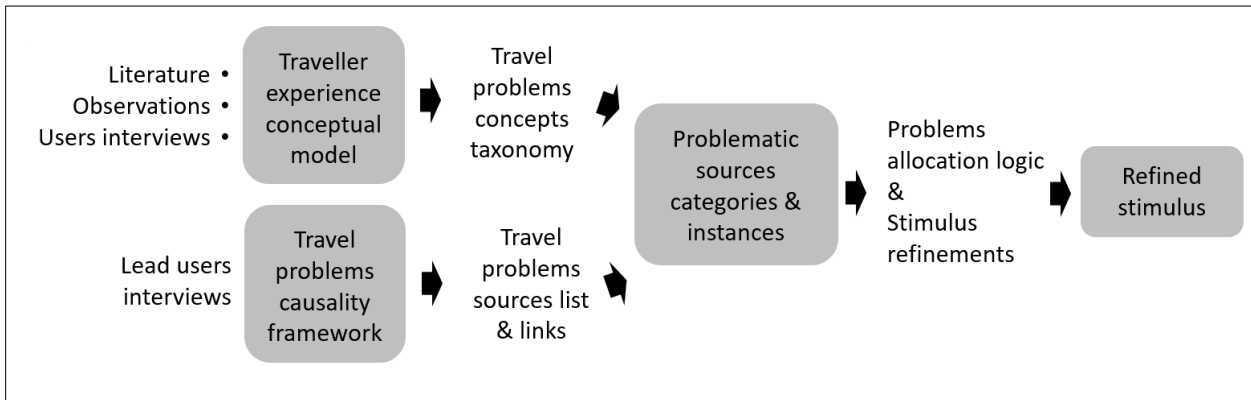 Literature •
Observations •
Users interviews •
Traveller
experience
conceptual
model
Travel
problems
concepts
taxonomy
Lead users
interviews
Travel
problems
causality
framework
Travel
problems
sources list
& links
Problematic
sources
categories &
instances
Problems
allocation logic
&
Stimulus
refinements
Refined
stimulus